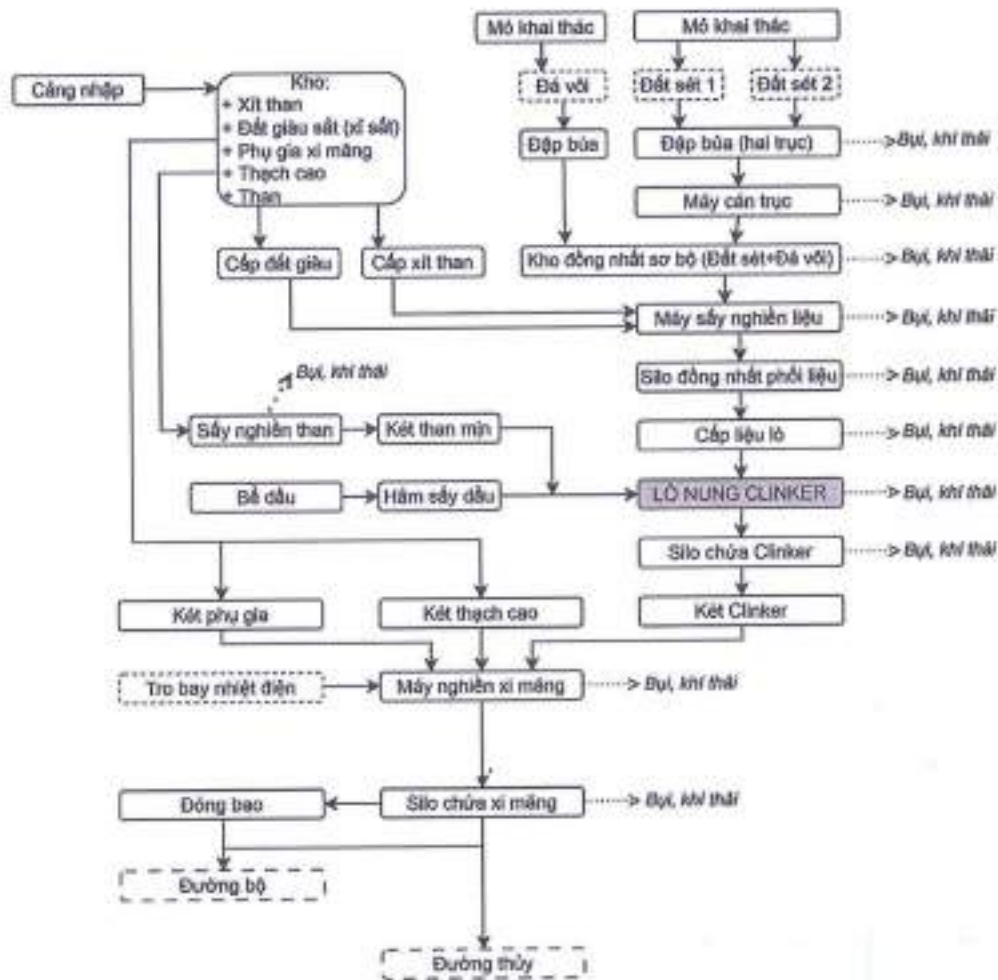 Mỏ khai thác
Mỏ khai thác
Cảng nhập
Kho:
+ Xít than
+ Đất giàu sắt (xỉ sắt)
+ Phụ gia xi măng
+ Thạch cao
+ Than
Đá vôi
Đất sét 1
Đất sét 2
Đập búa
Đập búa (hai trục)
Bụi, khí thải
Máy cán trục
Bụi, khí thải
Cấp đất giàu
Cấp xít than
Kho đồng nhất sơ bộ (Đất sét+Đá vôi)
Bụi, khí thải
Máy sấy nghiền liệu
Bụi, khí thải
Bụi, khí thải
Silo đồng nhất phối liệu
Bụi, khí thải
Sấy nghiền than
Két than mịn
Cấp liệu lò
Bụi, khí thải
Bể dầu
Hâm sấy dầu
LÒ NUNG CLINKER
Bụi, khí thải
Silo chứa Clinker
Bụi, khí thải
Két phụ gia
Két thạch cao
Két Clinker
Tro bay nhiệt điện
Máy nghiền xi măng
Bụi, khí thải
Đóng bao
Silo chứa xi măng
Bụi, khí thải
Đường bộ
Đường thủy